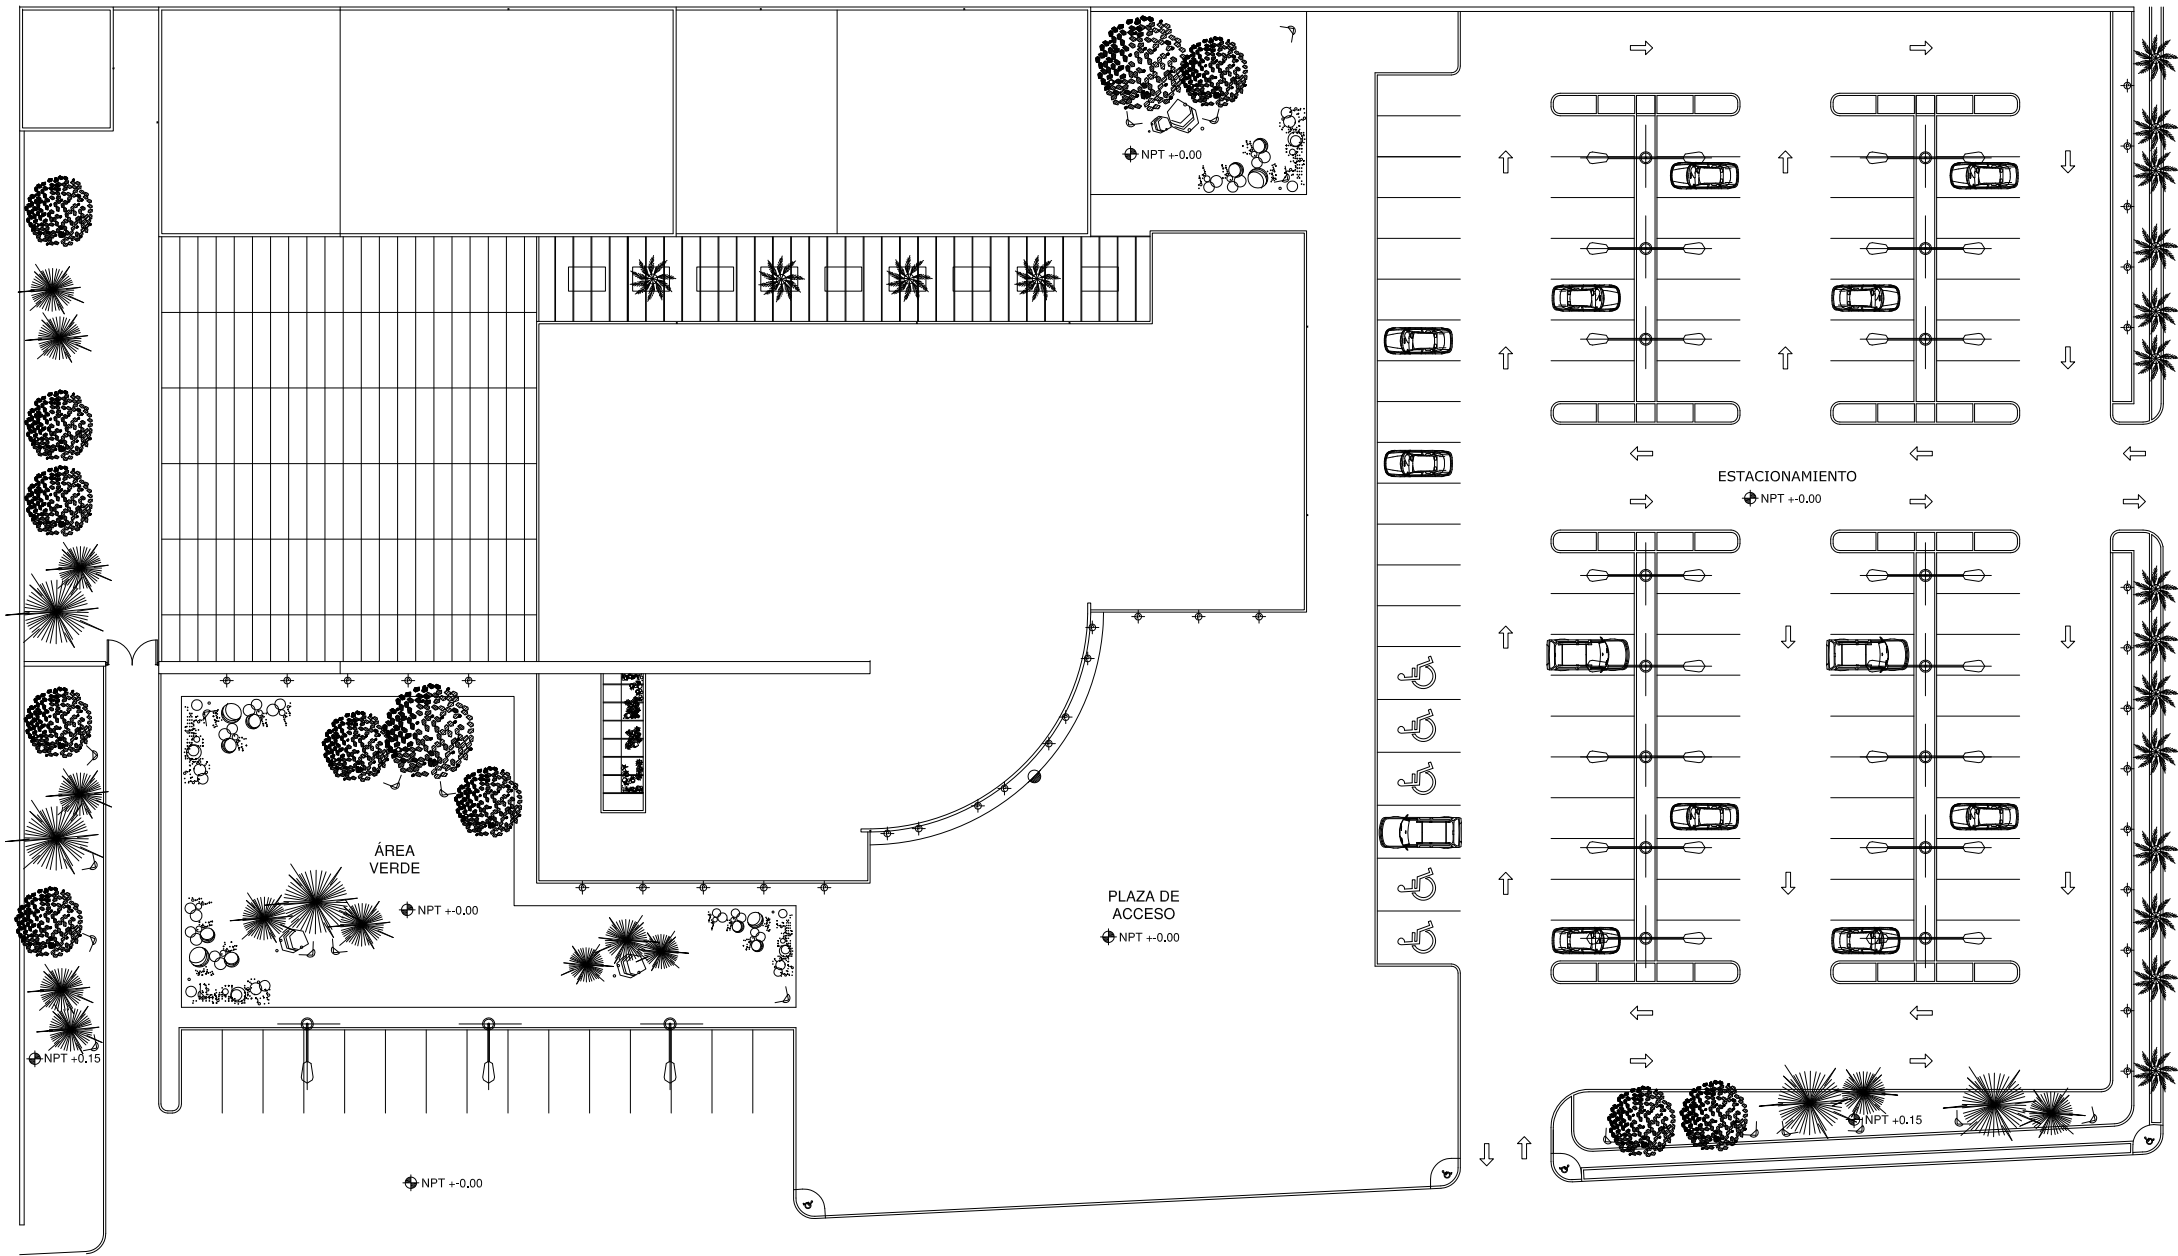 NPT +-0.00
ESTACIONAMIENTO
NPT +-0.00
ÁREA
VERDE
NPT +-0.00
PLAZA DE
ACCESO
NPT +-0.00
NPT +0.15
NPT +0.15
NPT +-0.00